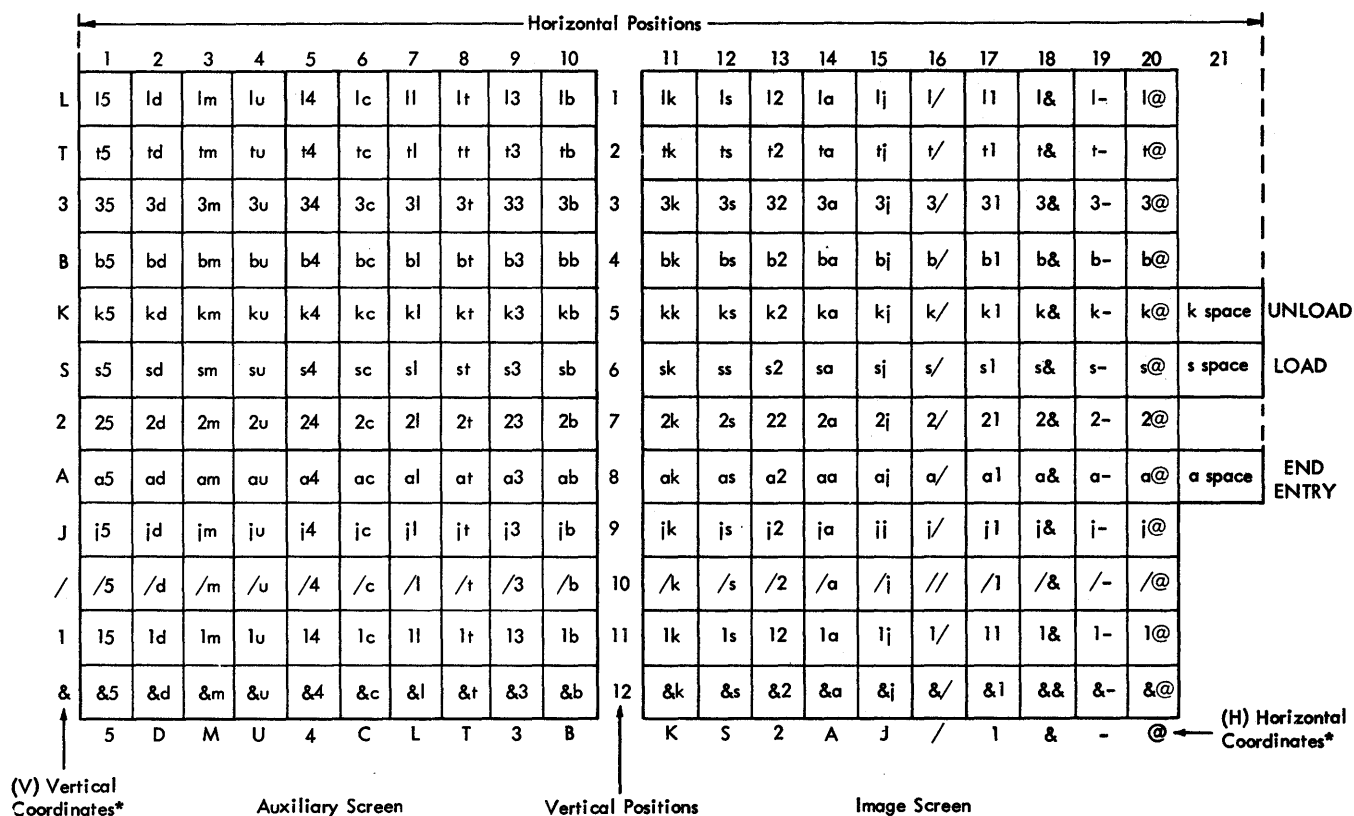 Horizontal Positions
1 2 3 4 5 6 7 8 9 10 11 12 13 14 15 16 17 18 19 20 21
L l5 ld lm lu l4 lc ll lt l3 lb 1 lk ls l2 la lj l/ l1 l& l- l@
T t5 td tm tu t4 tc tl tt t3 tb 2 tk ts t2 ta tj t/ t1 t& t- t@
3 35 3d 3m 3u 34 3c 3l 3t 33 3b 3 3k 3s 32 3a 3j 3/ 31 3& 3- 3@
B b5 bd bm bu b4 bc bl bt b3 bb 4 bk bs b2 ba bj b/ b1 b& b- b@
K k5 kd km ku k4 kc kl kt k3 kb 5 kk ks k2 ka kj k/ k1 k& k- k@ k space UNLOAD
S s5 sd sm su s4 sc sl st s3 sb 6 sk ss s2 sa sj s/ s1 s& s- s@ s space LOAD
2 25 2d 2m 2u 24 2c 2l 2t 23 2b 7 2k 2s 22 2a 2j 2/ 21 2& 2- 2@
A a5 ad am au a4 ac al at a3 ab 8 ak as a2 aa aj a/ a1 a& a- a@ a space END
ENTRY
J j5 jd jm ju j4 jc jl jt j3 jb 9 jk js j2 ja jj j/ j1 j& j- j@
/ /5 /d /m /u /4 /c /l /t /3 /b 10 /k /s /2 /a /j // /1 /& /- /@
1 15 1d 1m 1u 14 1c 1l 1t 13 1b 11 1k 1s 12 1a 1j 1/ 11 1& 1- 1@
& &5 &d &m &u &4 &c &l &t &3 &b 12 &k &s &2 &a &j &/ &1 && &- &@
5 D M U 4 C L T 3 B K S 2 A J / 1 & - @ (H) Horizontal
Coordinates*
(V) Vertical
Coordinates* Auxiliary Screen Vertical Positions Image Screen